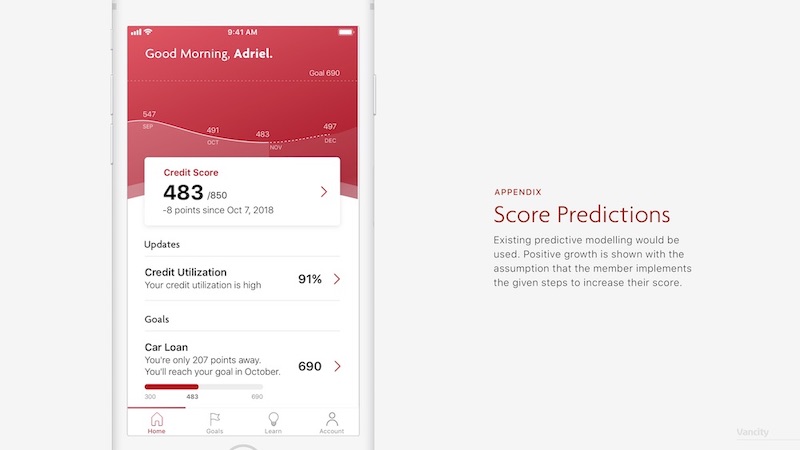 9:41 AM
Good Morning, Adriel.
Goal 690
547
SEP
491
OCT
483
NOV
497
DEC
Credit Score
483 /850
-8 points since Oct 7, 2018
Updates
Credit Utilization
Your credit utilization is high
91%
Goals
Car Loan
You're only 207 points away.
You'll reach your goal in October.
690
300 483 690
Home Goals Learn Account
APPENDIX
Score Predictions
Existing predictive modelling would be
used. Positive growth is shown with the
assumption that the member implements
the given steps to increase their score.
Vancity